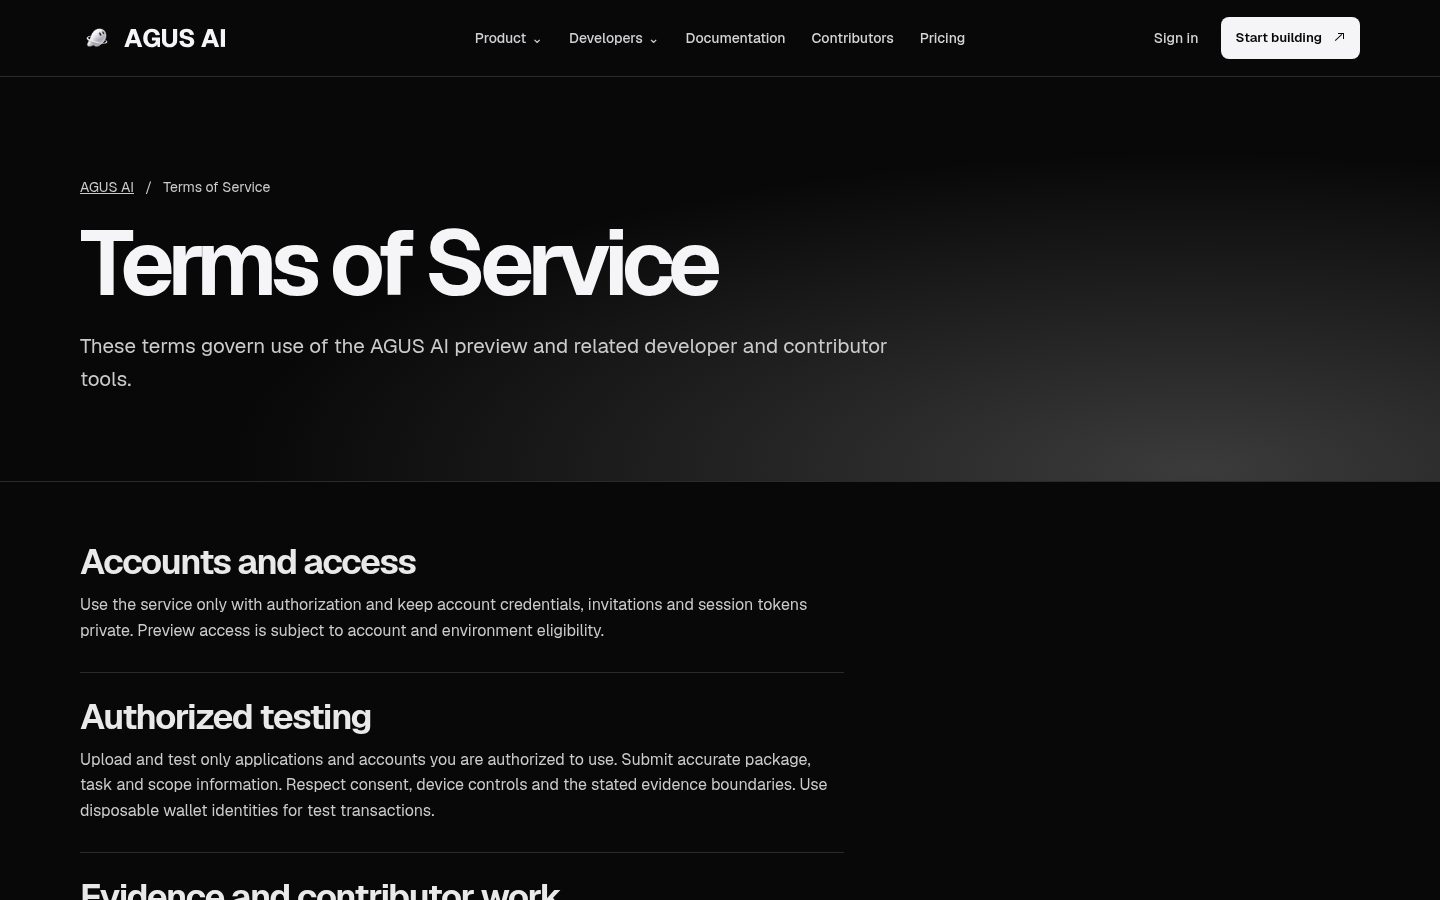 AGUS AI
Product
Developers
Documentation
Contributors
Pricing
Sign in
Start building
AGUS AI / Terms of Service
Terms of Service
These terms govern use of the AGUS AI preview and related developer and contributor
tools.
Accounts and access
Use the service only with authorization and keep account credentials, invitations and session tokens
private. Preview access is subject to account and environment eligibility.
Authorized testing
Upload and test only applications and accounts you are authorized to use. Submit accurate package,
task and scope information. Respect consent, device controls and the stated evidence boundaries. Use
disposable wallet identities for test transactions.
Evidence and contributor work